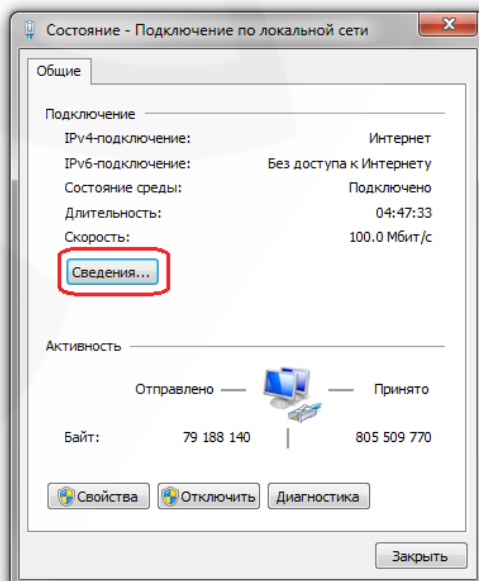 Состояние - Подключение по локальной сети
Общие
Подключение
IPv4-подключение: Интернет
IPv6-подключение: Без доступа к Интернету
Состояние среды: Подключено
Длительность: 04:47:33
Скорость: 100.0 Мбит/с
Сведения...
Активность
Отправлено — Принято
Байт: 79 188 140 | 805 509 770
Свойства Отключить Диагностика
Закрыть